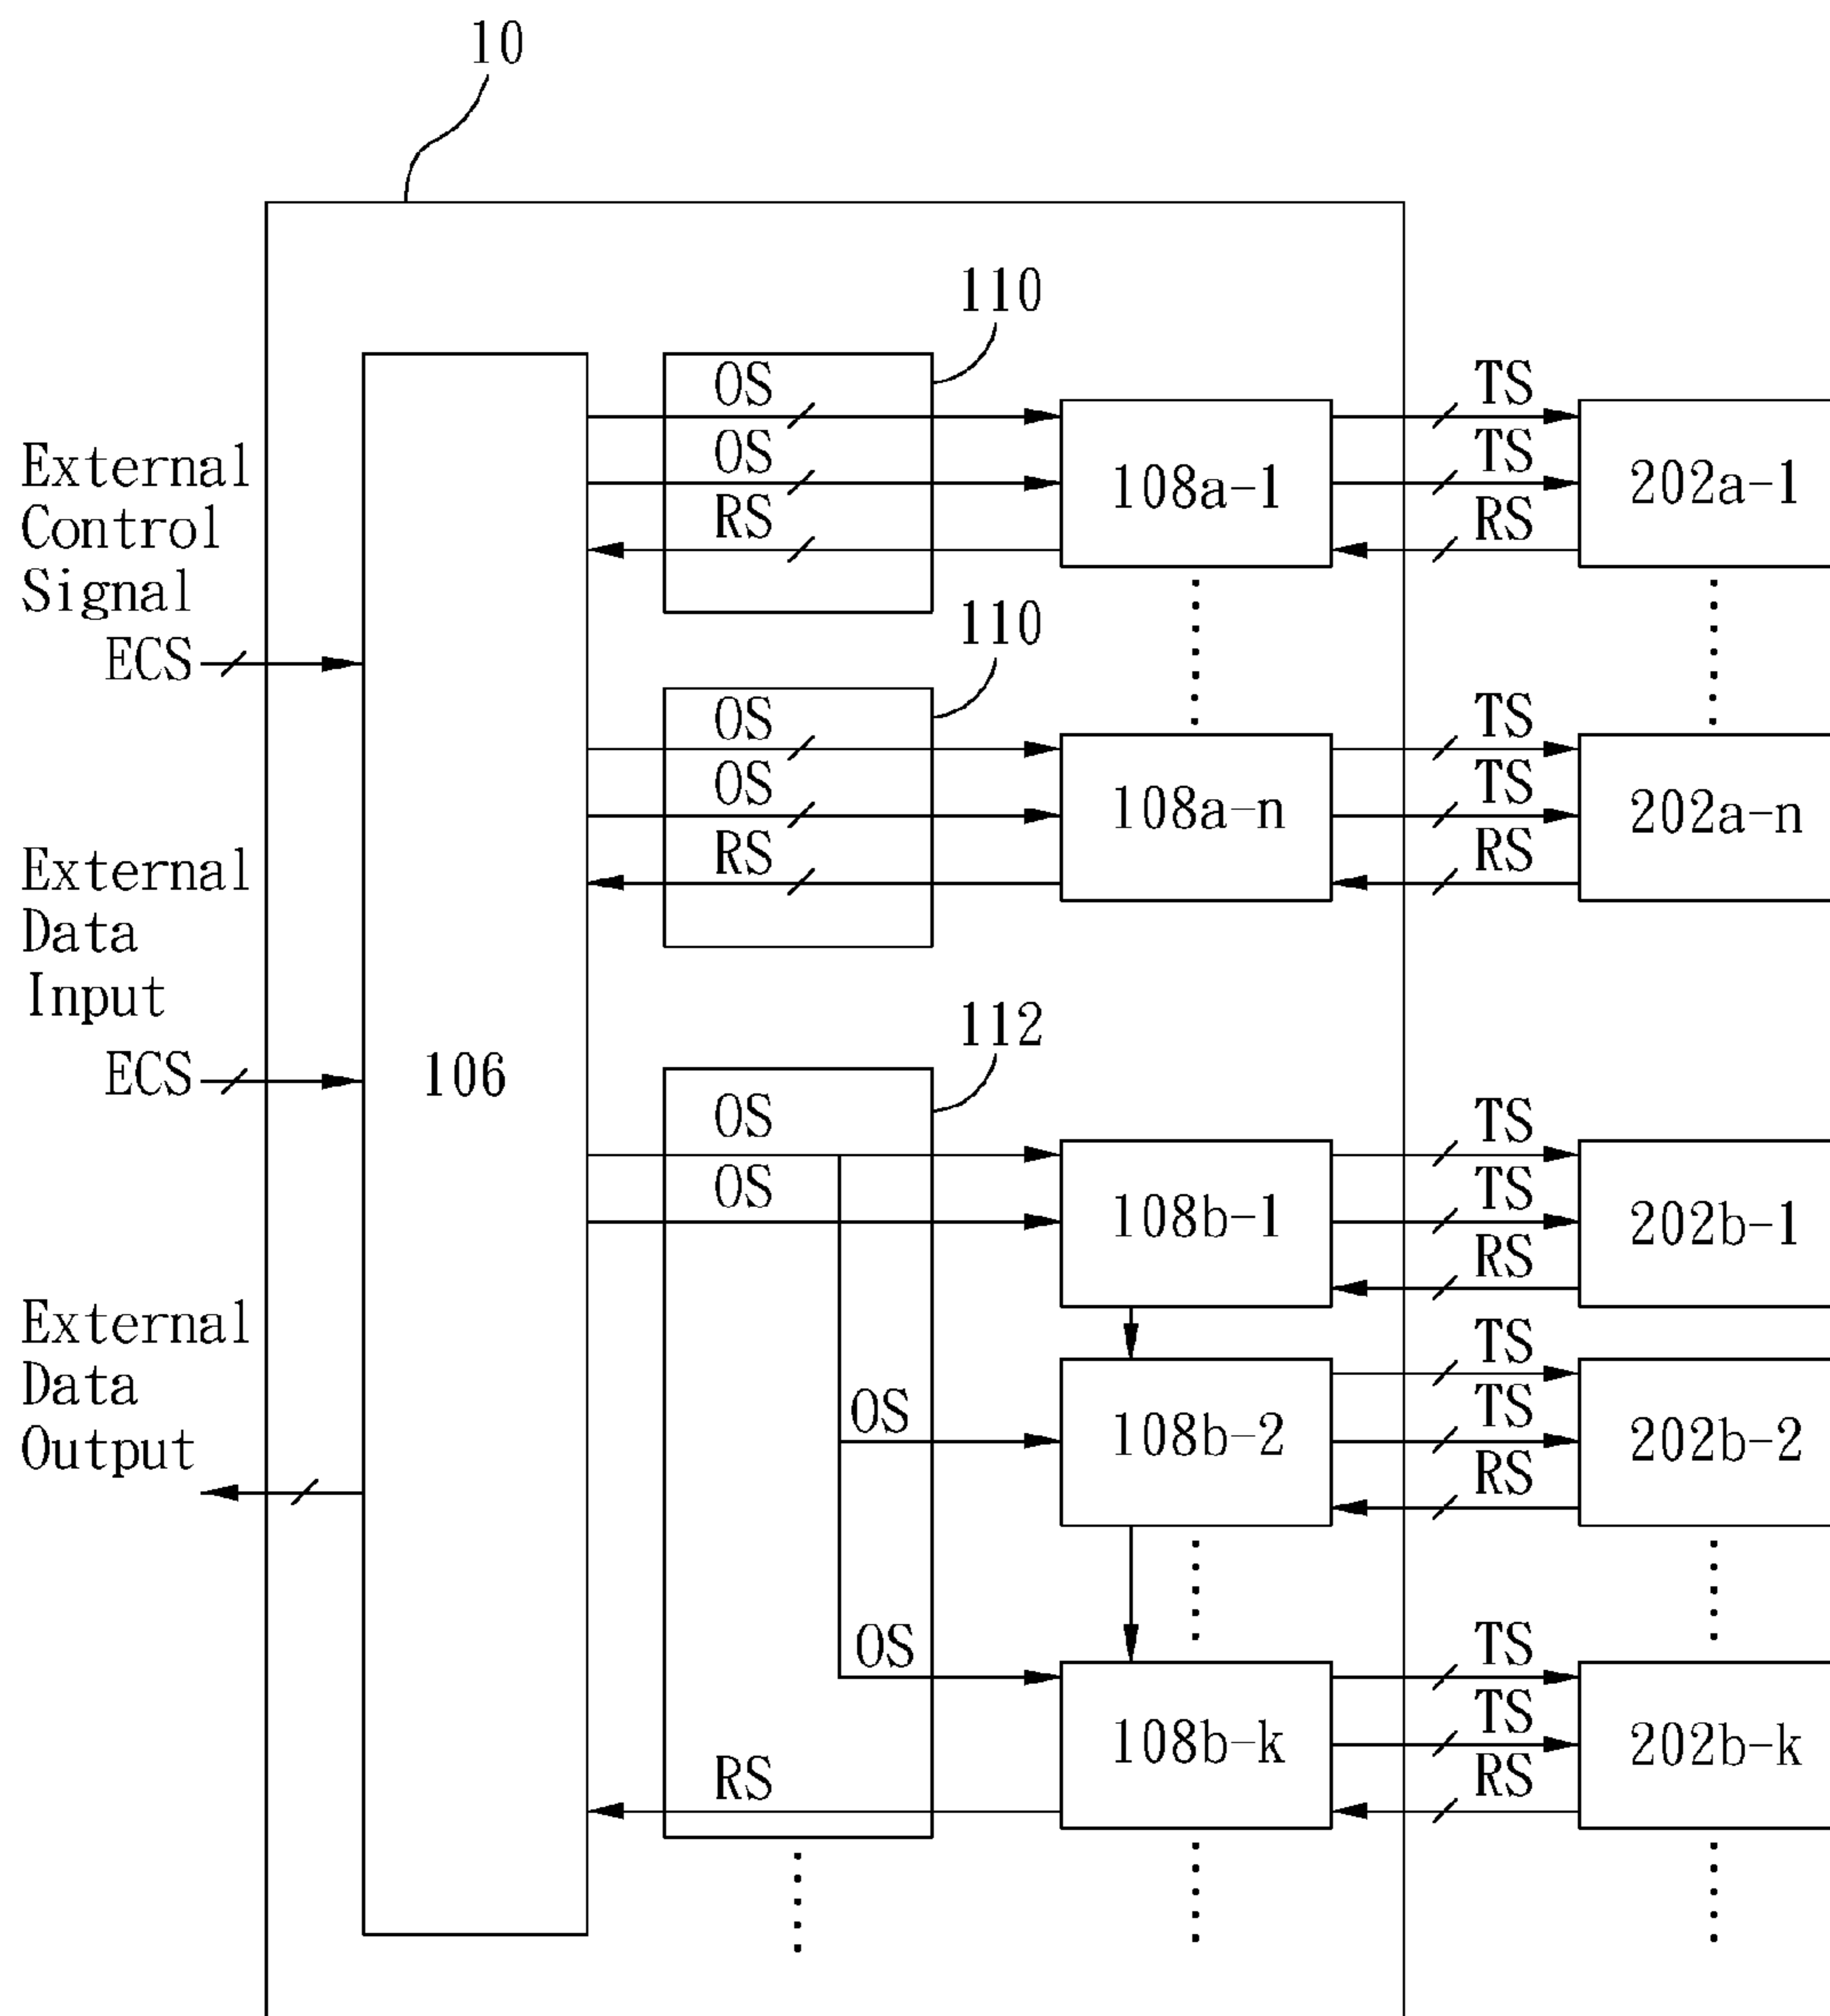 10
110
OS
OS
RS
108a-1
TS
TS
RS
202a-1
External
Control
Signal
ECS
110
OS
OS
RS
108a-n
TS
TS
RS
202a-n
External
Data
Input
ECS
106
112
OS
OS
108b-1
TS
TS
RS
202b-1
External
Data
Output
OS
108b-2
TS
TS
RS
202b-2
OS
RS
108b-k
TS
TS
RS
202b-k